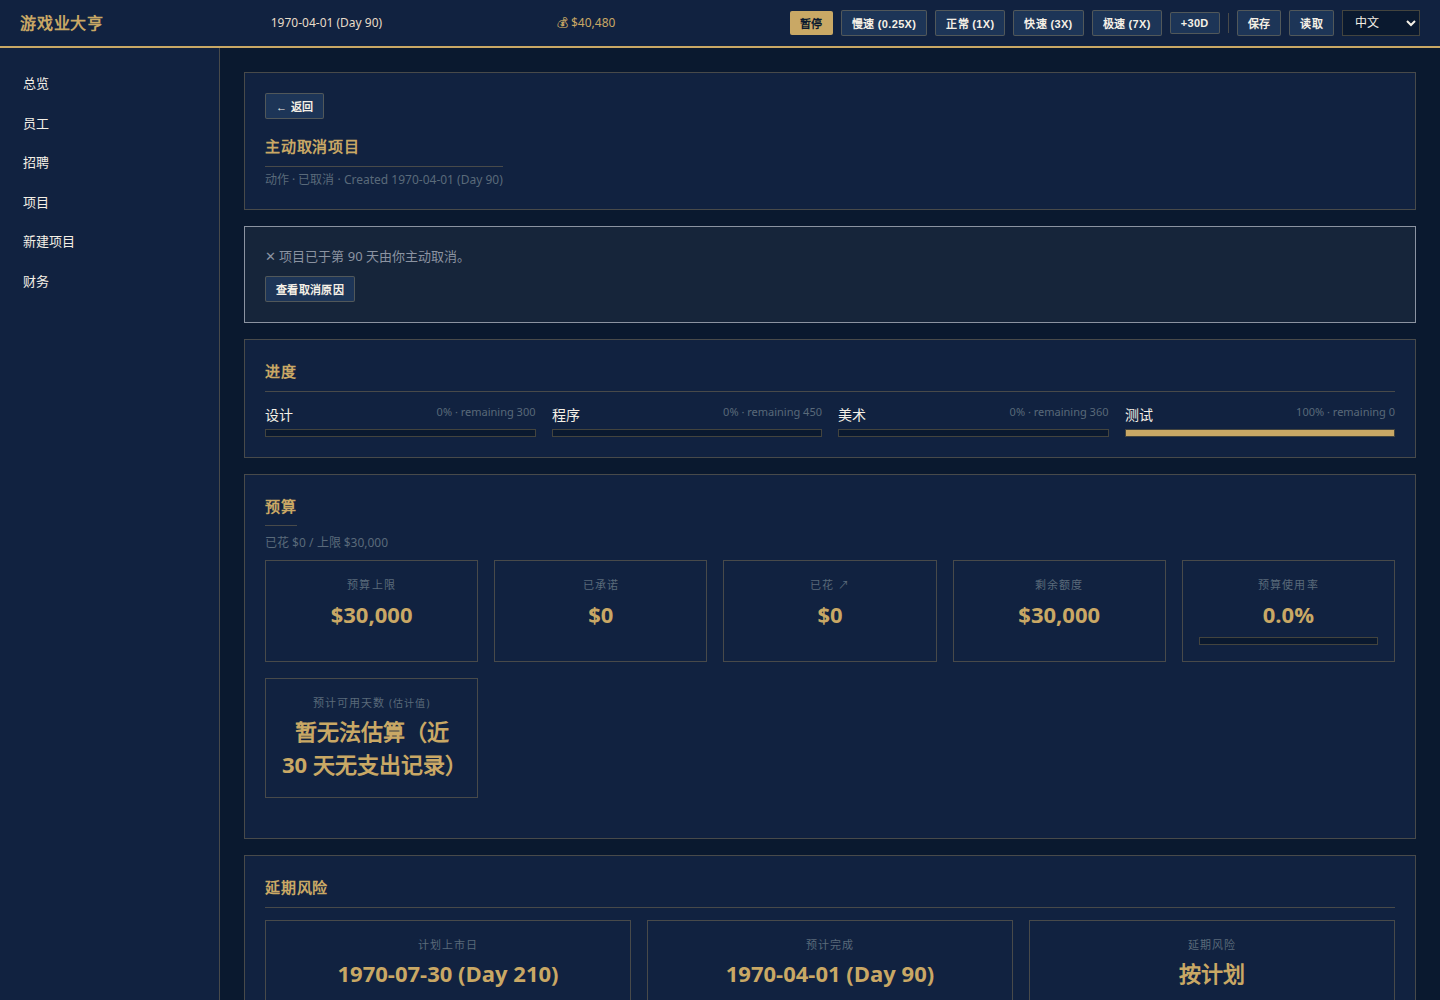 游戏业大亨
1970-04-01 (Day 90)
💰 $40,480
暂停
慢速 (0.25X)
正常 (1X)
快速 (3X)
极速 (7X)
+30D
保存
读取
中文
总览
员工
招聘
项目
新建项目
财务
← 返回
主动取消项目
动作 · 已取消 · Created 1970-04-01 (Day 90)
✕ 项目已于第 90 天由你主动取消。
查看取消原因
进度
设计
0% · remaining 300
程序
0% · remaining 450
美术
0% · remaining 360
测试
100% · remaining 0
预算
已花 $0 / 上限 $30,000
预算上限
$30,000
已承诺
$0
已花 ↗
$0
剩余额度
$30,000
预算使用率
0.0%
预计可用天数 (估计值)
暂无法估算（近
30 天无支出记录）
延期风险
计划上市日
1970-07-30 (Day 210)
预计完成
1970-04-01 (Day 90)
延期风险
按计划